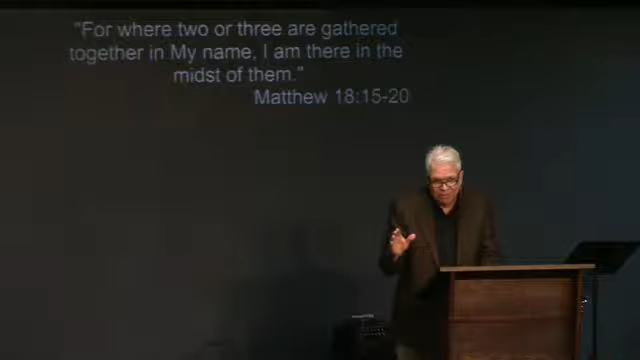 "For where two or three are gathered
together in My name, I am there in the
midst of them."
Matthew 18:15-20